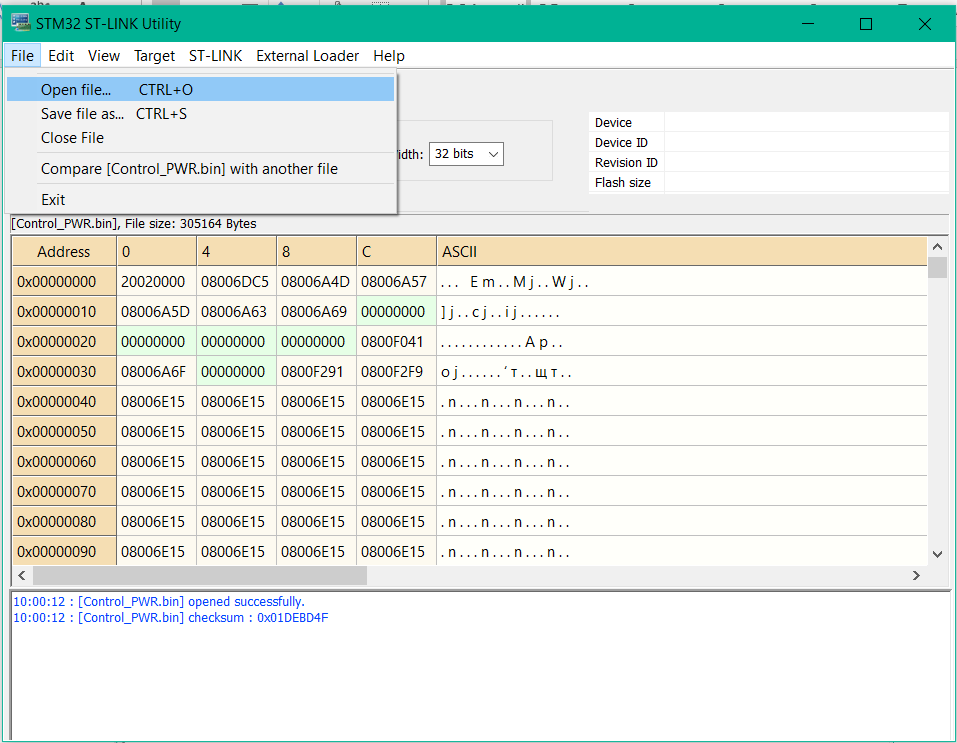 STM32 ST-LINK Utility
File Edit View Target ST-LINK External Loader Help
Open file... CTRL+O
Save file as... CTRL+S
Close File
Compare [Control_PWR.bin] with another file
Exit
idth: 32 bits
Device
Device ID
Revision ID
Flash size
[Control_PWR.bin], File size: 305164 Bytes
Address 0 4 8 C ASCII
0x00000000 20020000 08006DC5 08006A4D 08006A57 ... Em..Mj..Wj..
0x00000010 08006A5D 08006A63 08006A69 00000000 ]j..cj..ij......
0x00000020 00000000 00000000 00000000 0800F041 ............Ар..
0x00000030 08006A6F 00000000 0800F291 0800F2F9 oj......‘т..щт..
0x00000040 08006E15 08006E15 08006E15 08006E15 .n...n...n...n..
0x00000050 08006E15 08006E15 08006E15 08006E15 .n...n...n...n..
0x00000060 08006E15 08006E15 08006E15 08006E15 .n...n...n...n..
0x00000070 08006E15 08006E15 08006E15 08006E15 .n...n...n...n..
0x00000080 08006E15 08006E15 08006E15 08006E15 .n...n...n...n..
0x00000090 08006E15 08006E15 08006E15 08006E15 .n...n...n...n..
10:00:12 : [Control_PWR.bin] opened successfully.
10:00:12 : [Control_PWR.bin] checksum : 0x01DEBD4F